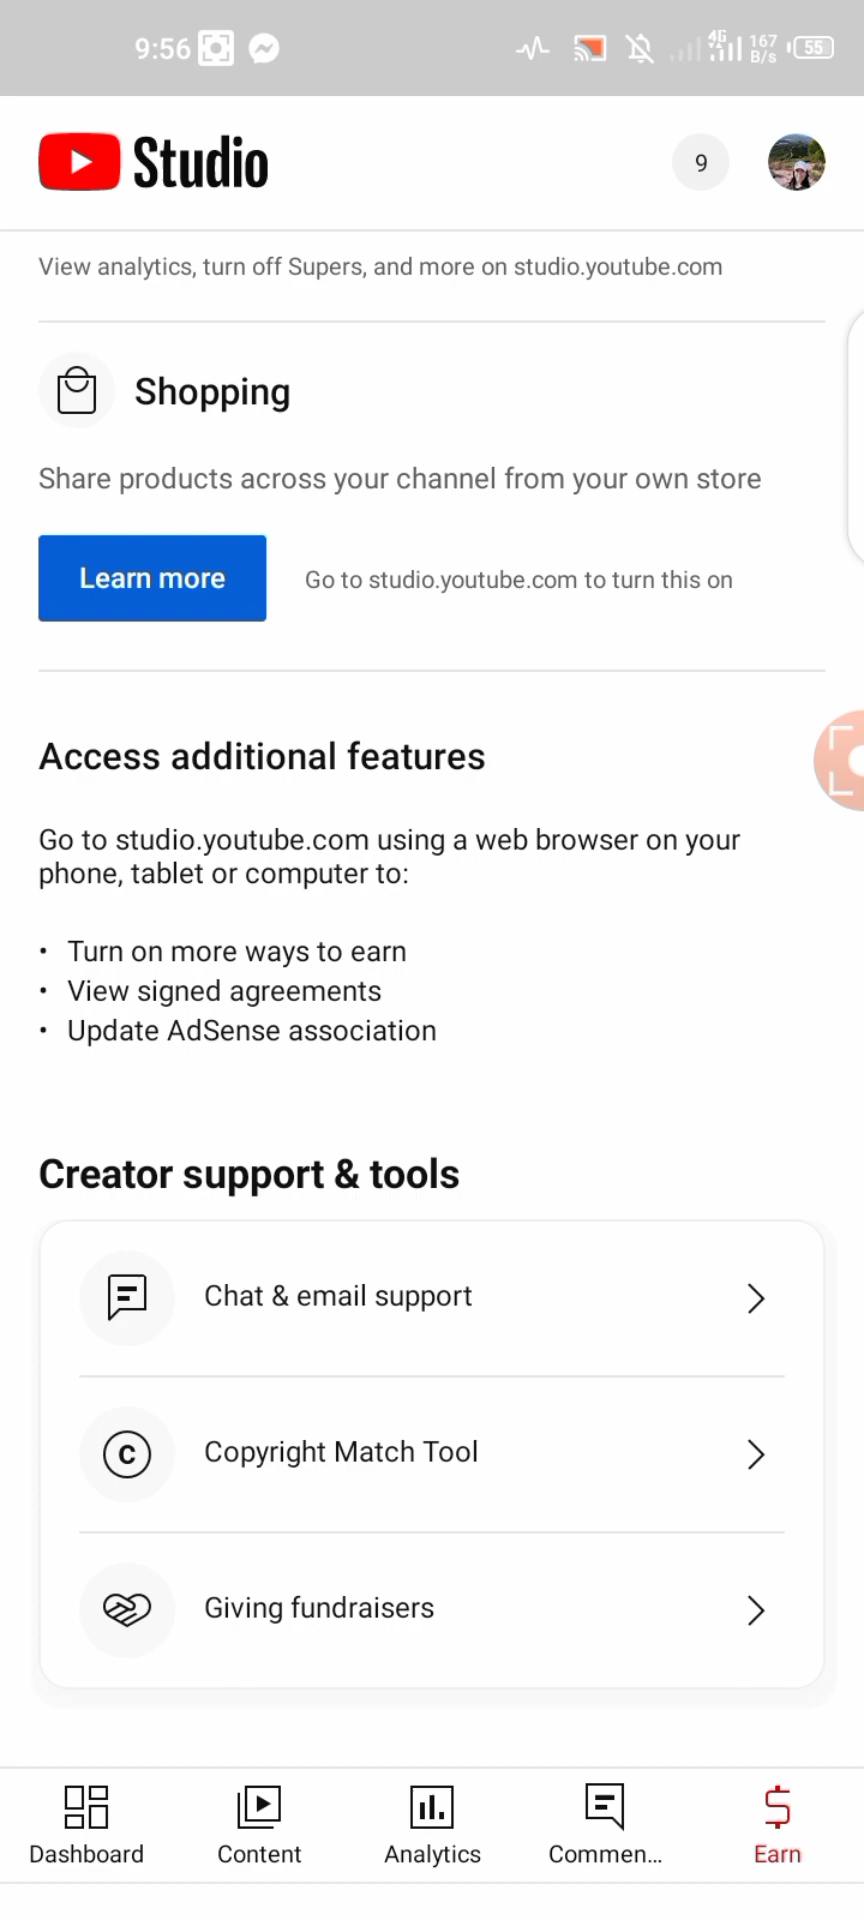 9:56
4G 167 B/s 55
Studio
9
View analytics, turn off Supers, and more on studio.youtube.com
Shopping
Share products across your channel from your own store
Learn more
Go to studio.youtube.com to turn this on
Access additional features
Go to studio.youtube.com using a web browser on your
phone, tablet or computer to:
• Turn on more ways to earn
• View signed agreements
• Update AdSense association
Creator support & tools
Chat & email support
C Copyright Match Tool
Giving fundraisers
Dashboard Content Analytics Commen... Earn